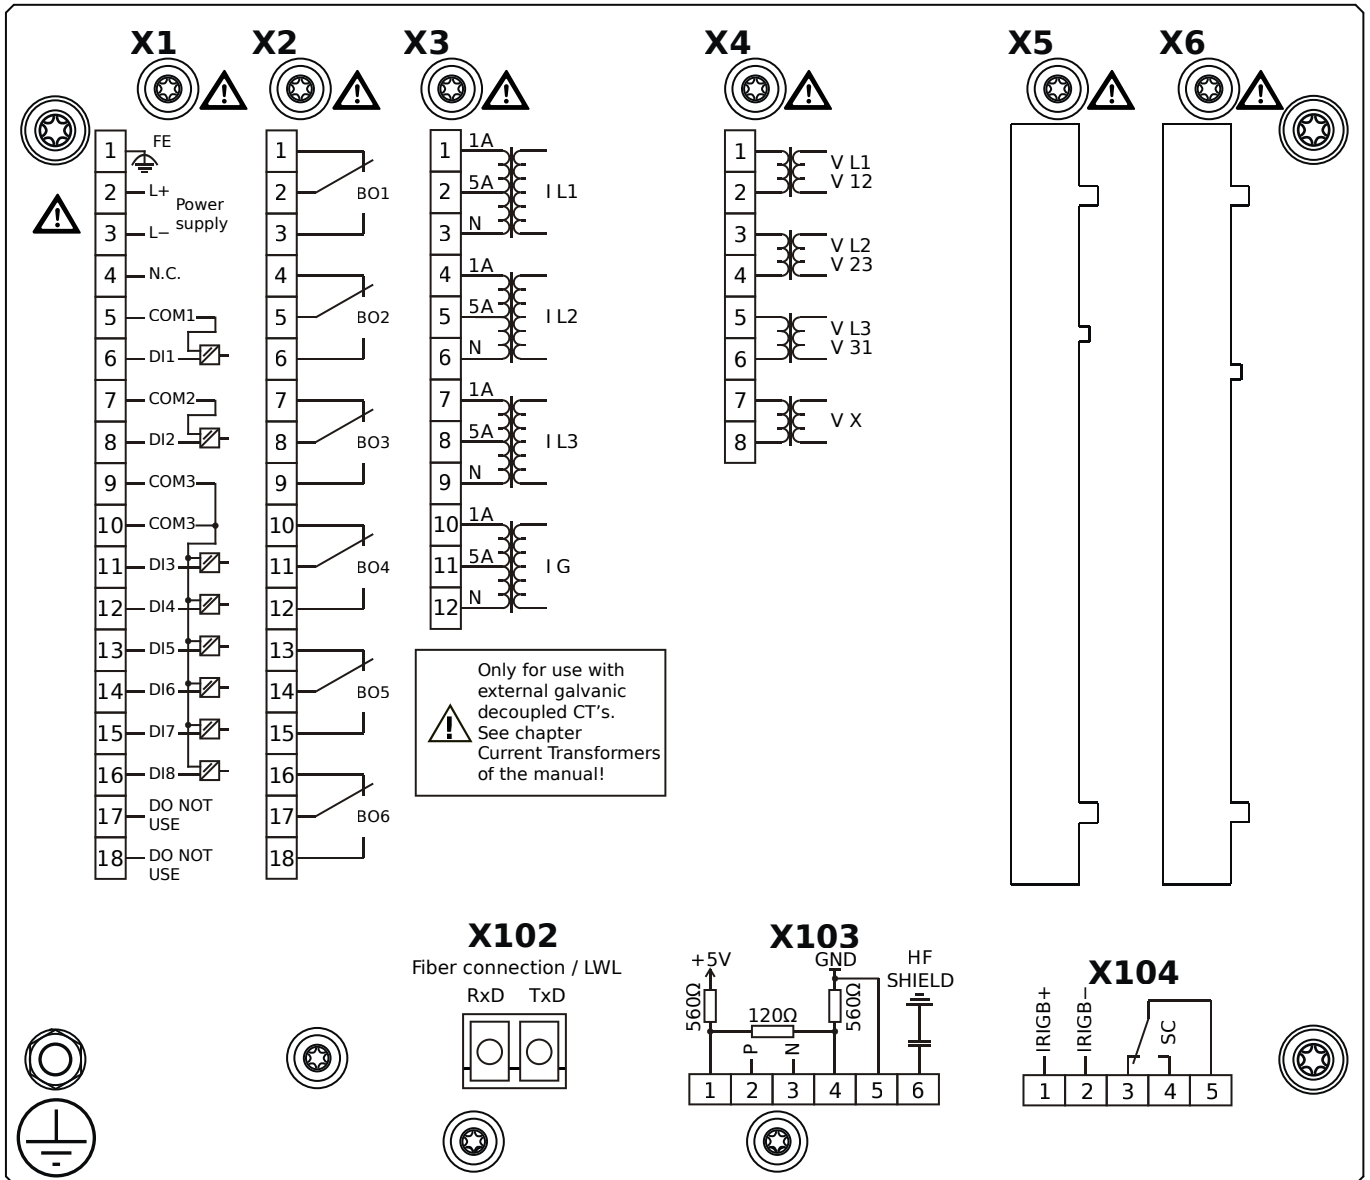 X1
X2
X3
X4
X5
X6
1
FE
2
L+
Power
supply
3
L−
4
N.C.
5
COM1
6
DI1
7
COM2
8
DI2
9
COM3
10
COM3
11
DI3
12
DI4
13
DI5
14
DI6
15
DI7
16
DI8
17
DO NOT
USE
18
DO NOT
USE
1
2
BO1
3
4
5
BO2
6
7
8
BO3
9
10
11
BO4
12
13
14
BO5
15
16
17
BO6
18
1
1A
2
5A
I L1
3
N
4
1A
5
5A
I L2
6
N
7
1A
8
5A
I L3
9
N
10
1A
11
5A
I G
12
N
Only for use with
external galvanic
decoupled CT's.
See chapter
Current Transformers
of the manual!
1
2
V L1
V 12
3
4
V L2
V 23
5
6
V L3
V 31
7
8
V X
X102
Fiber connection / LWL
RxD TxD
X103
+5V
GND
HF
SHIELD
560Ω
120Ω
560Ω
P
N
1 2 3 4 5 6
X104
IRIGB+
IRIGB−
SC
1 2 3 4 5